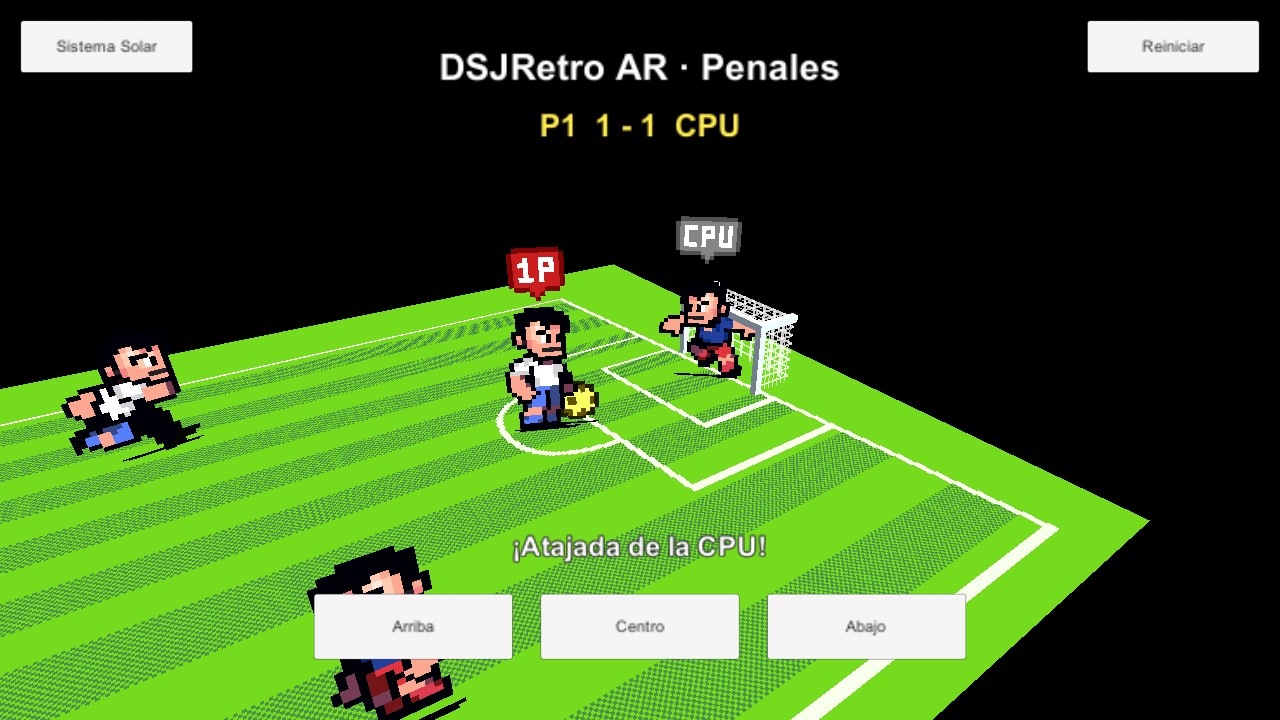 Sistema Solar
Reiniciar
DSJRetro AR · Penales
P1 1 - 1 CPU
CPU
1P
¡Atajada de la CPU!
Arriba
Centro
Abajo